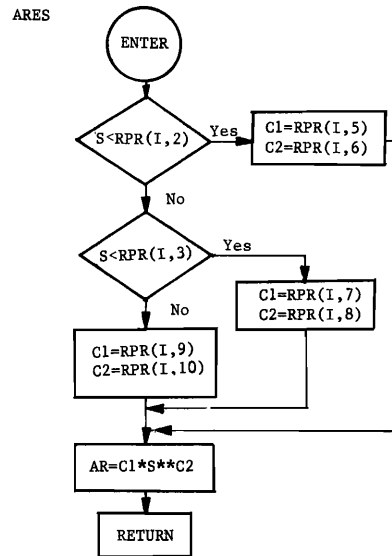 ARES
ENTER
S<RPR(I,2)
Yes
C1=RPR(I,5)
C2=RPR(I,6)
No
S<RPR(I,3)
Yes
C1=RPR(I,7)
C2=RPR(I,8)
No
C1=RPR(I,9)
C2=RPR(I,10)
AR=C1*S**C2
RETURN